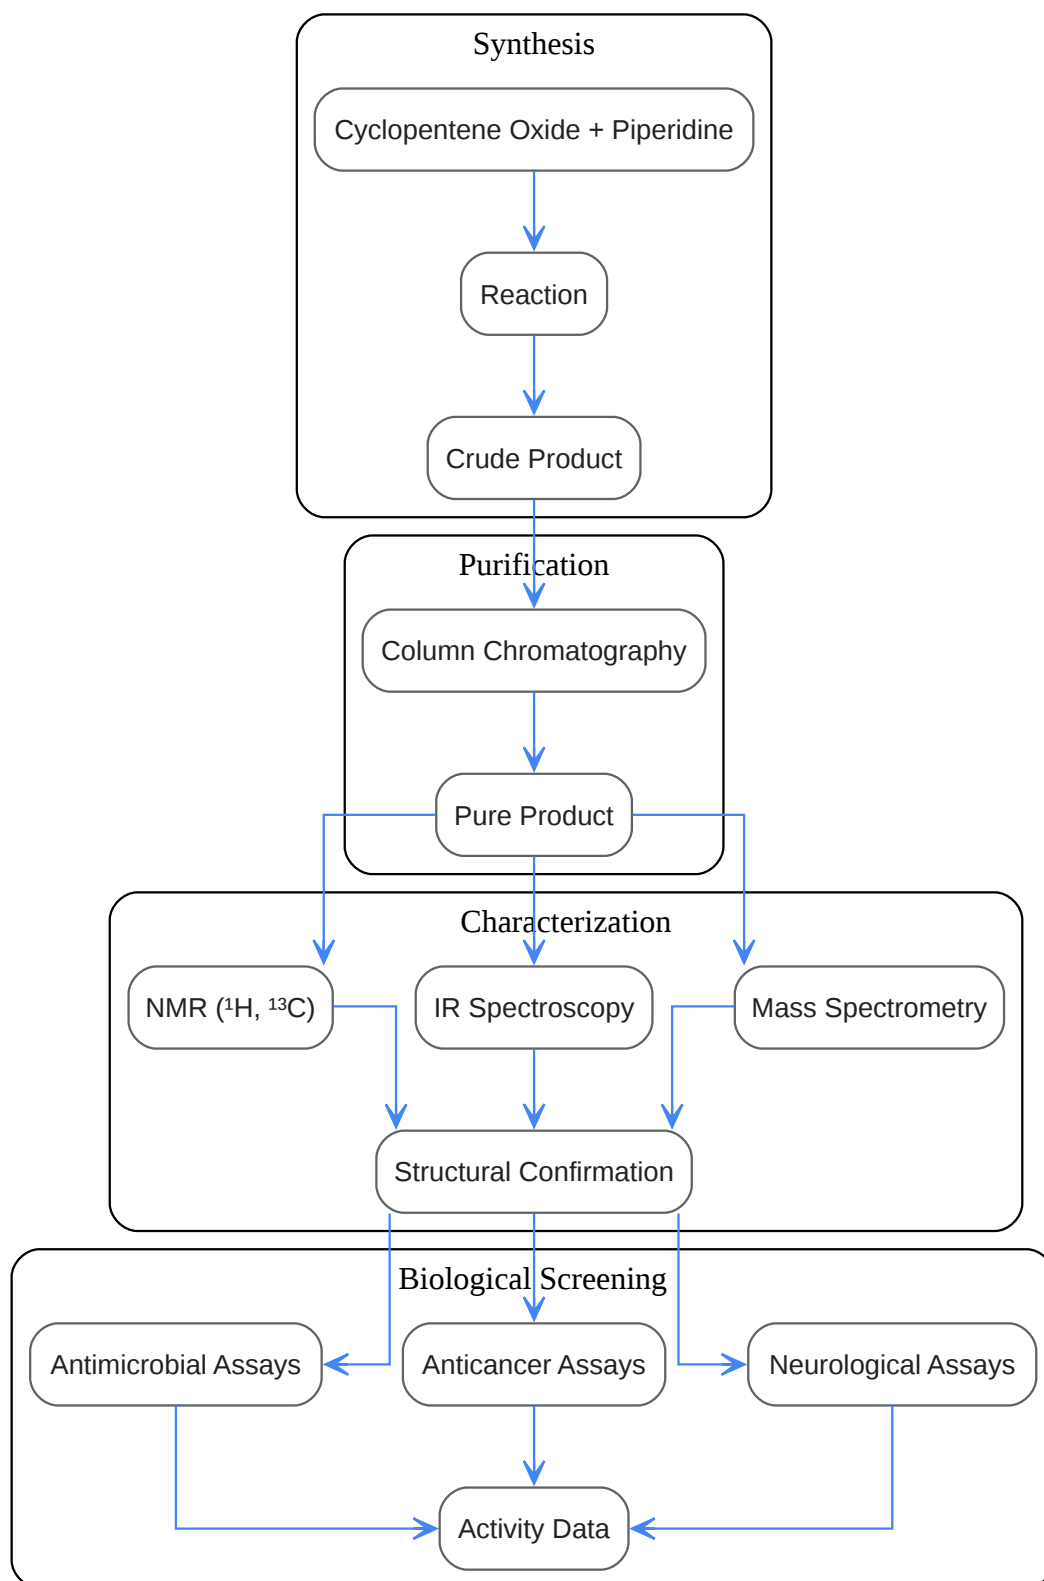 Synthesis
Cyclopentene Oxide + Piperidine
Reaction
Crude Product
Purification
Column Chromatography
Pure Product
Characterization
NMR (¹H, ¹³C)
IR Spectroscopy
Mass Spectrometry
Structural Confirmation
Biological Screening
Antimicrobial Assays
Anticancer Assays
Neurological Assays
Activity Data